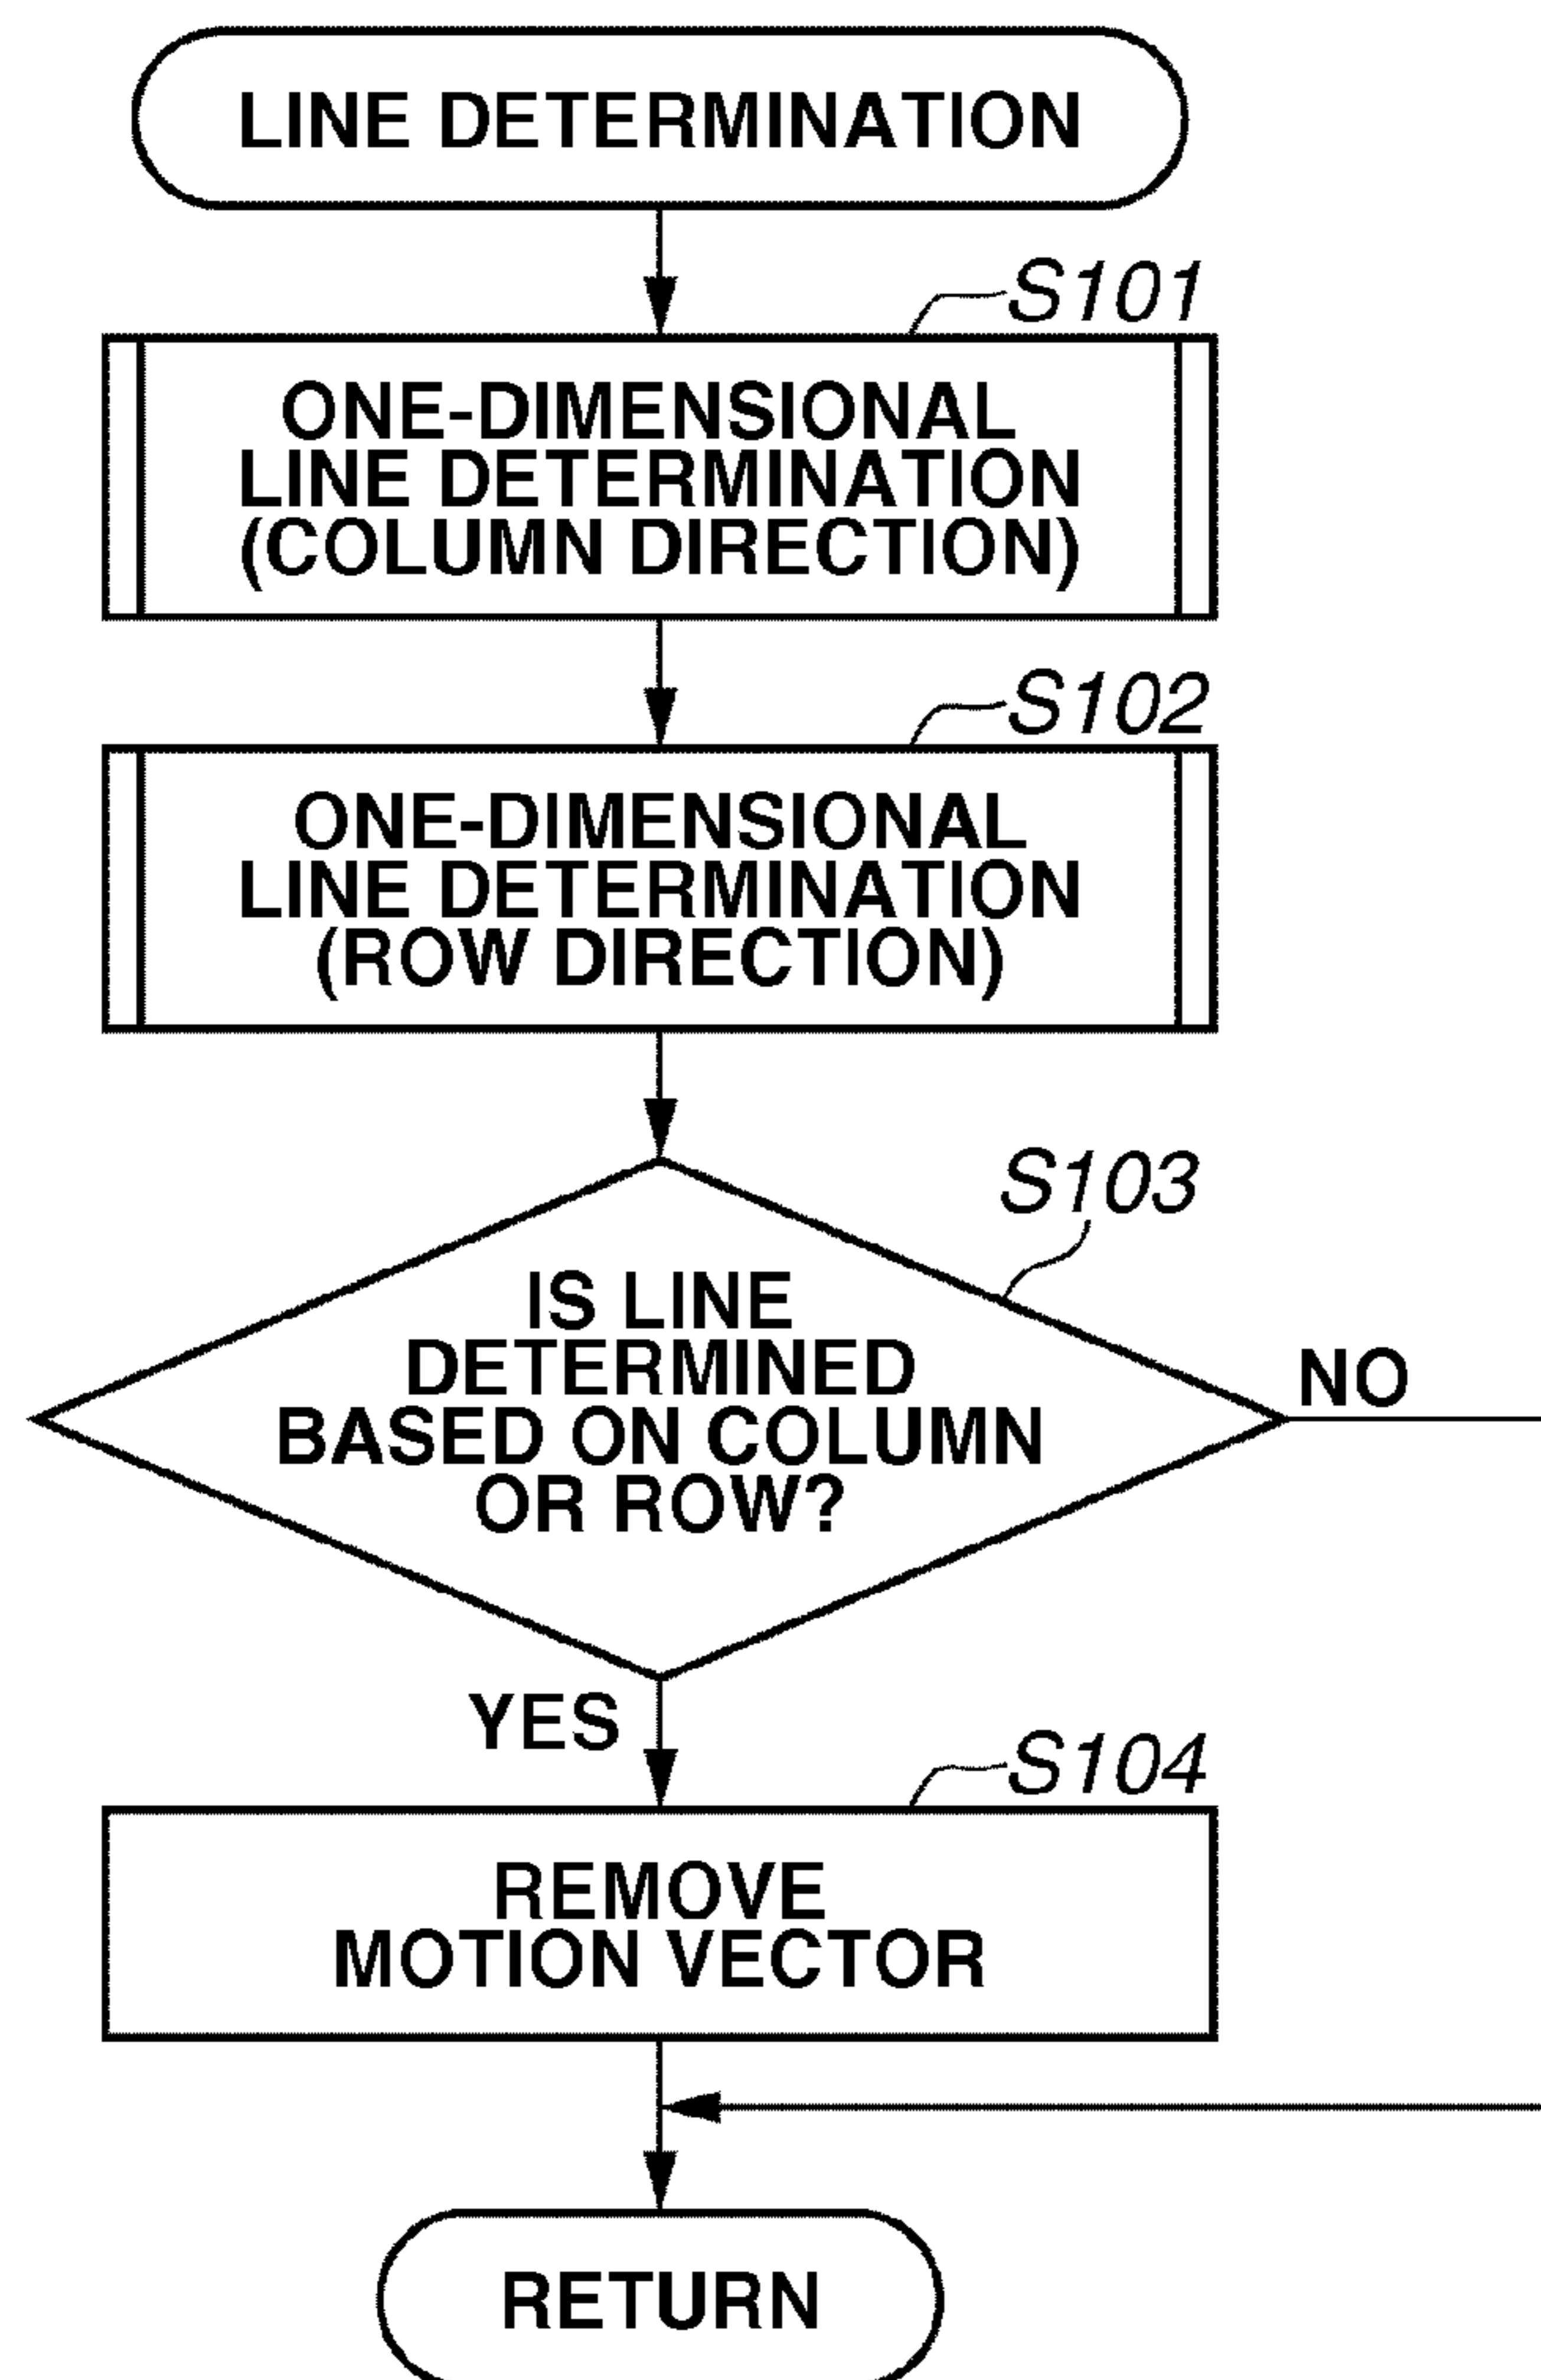 LINE DETERMINATION
S101
ONE-DIMENSIONAL
LINE DETERMINATION
(COLUMN DIRECTION)
S102
ONE-DIMENSIONAL
LINE DETERMINATION
(ROW DIRECTION)
S103
IS LINE
DETERMINED
BASED ON COLUMN
OR ROW?
NO
YES
S104
REMOVE
MOTION VECTOR
RETURN